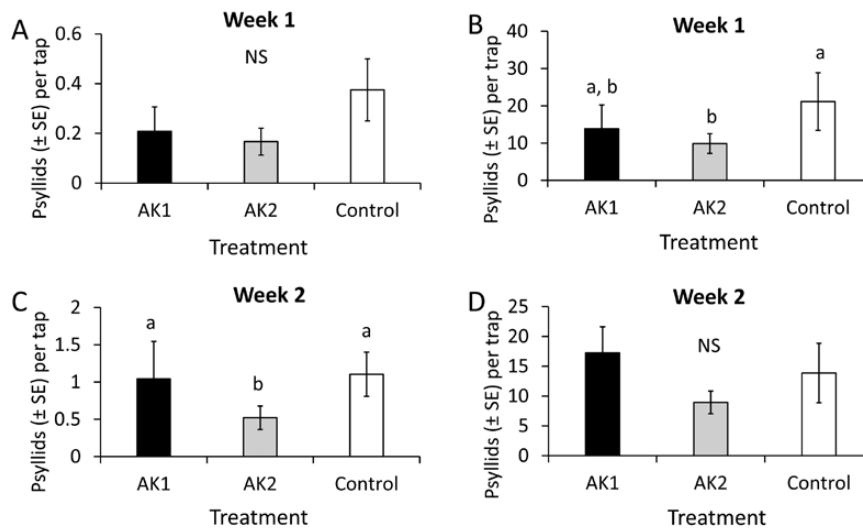 A
Week 1
NS
Psyllids (± SE) per tap
0.6
0.4
0.2
0
AK1 AK2 Control
Treatment
B
Week 1
Psyllids (± SE) per trap
40
30
20
10
0
a, b
b
a
AK1 AK2 Control
Treatment
C
Week 2
Psyllids (± SE) per tap
2
1.5
1
0.5
0
a
b
a
AK1 AK2 Control
Treatment
D
Week 2
NS
Psyllids (± SE) per trap
25
20
15
10
5
0
AK1 AK2 Control
Treatment